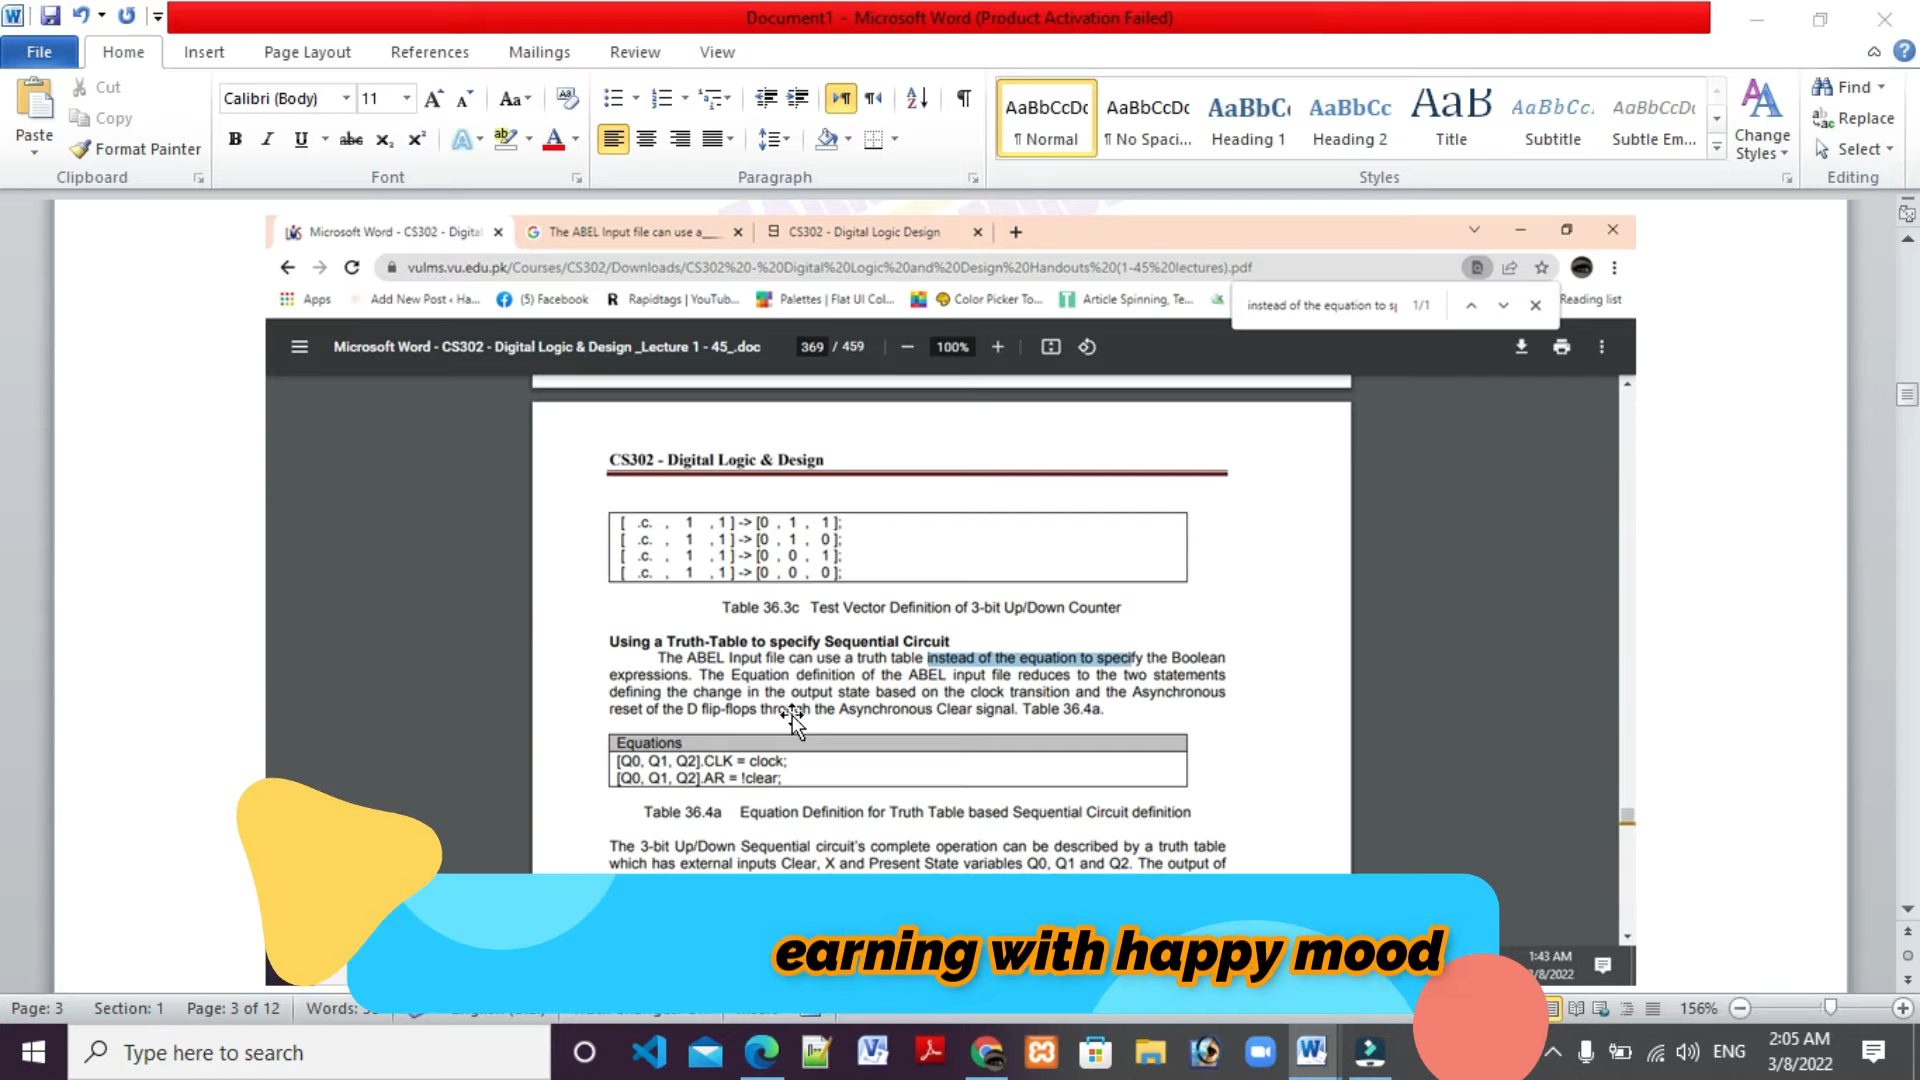 Document1 - Microsoft Word (Product Activation Failed)
File Home Insert Page Layout References Mailings Review View
Cut
Copy
Format Painter
Paste
Calibri (Body) 11
AaBbCcDc AaBbCcDc AaBbCc AaBbCc AaB AaBbCc. AaBbCcDc
¶ Normal ¶ No Spaci... Heading 1 Heading 2 Title Subtitle Subtle Em...
Change Styles
Find
Replace
Select
Clipboard Font Paragraph Styles Editing
Microsoft Word - CS302 - Digital The ABEL Input file can use a___ CS302 - Digital Logic Design
vulms.vu.edu.pk/Courses/CS302/Downloads/CS302%20-%20Digital%20Logic%20and%20Design%20Handouts%20(1-45%20lectures).pdf
Apps Add New Post ‹ Ha... (5) Facebook Rapidtags | YouTub... Palettes | Flat UI Col... Color Picker To... Article Spinning, Te... Reading list
instead of the equation to 1/1
Microsoft Word - CS302 - Digital Logic & Design _Lecture 1 - 45_.doc 369 / 459 100%
CS302 - Digital Logic & Design
[ .c. , 1 , 1 ] -> [0 , 1 , 1 ];
[ .c. , 1 , 1 ] -> [0 , 1 , 0 ];
[ .c. , 1 , 1 ] -> [0 , 0 , 1 ];
[ .c. , 1 , 1 ] -> [0 , 0 , 0 ];
Table 36.3c Test Vector Definition of 3-bit Up/Down Counter
Using a Truth-Table to specify Sequential Circuit
The ABEL Input file can use a truth table instead of the equation to specify the Boolean
expressions. The Equation definition of the ABEL input file reduces to the two statements
defining the change in the output state based on the clock transition and the Asynchronous
reset of the D flip-flops through the Asynchronous Clear signal. Table 36.4a.
Equations
[Q0, Q1, Q2].CLK = clock;
[Q0, Q1, Q2].AR = !clear;
Table 36.4a Equation Definition for Truth Table based Sequential Circuit definition
The 3-bit Up/Down Sequential circuit's complete operation can be described by a truth table
which has external inputs Clear, X and Present State variables Q0, Q1 and Q2. The output of
earning with happy mood
1:43 AM
/8/2022
Page: 3 Section: 1 Page: 3 of 12 Words: 156%
Type here to search
ENG
2:05 AM
3/8/2022